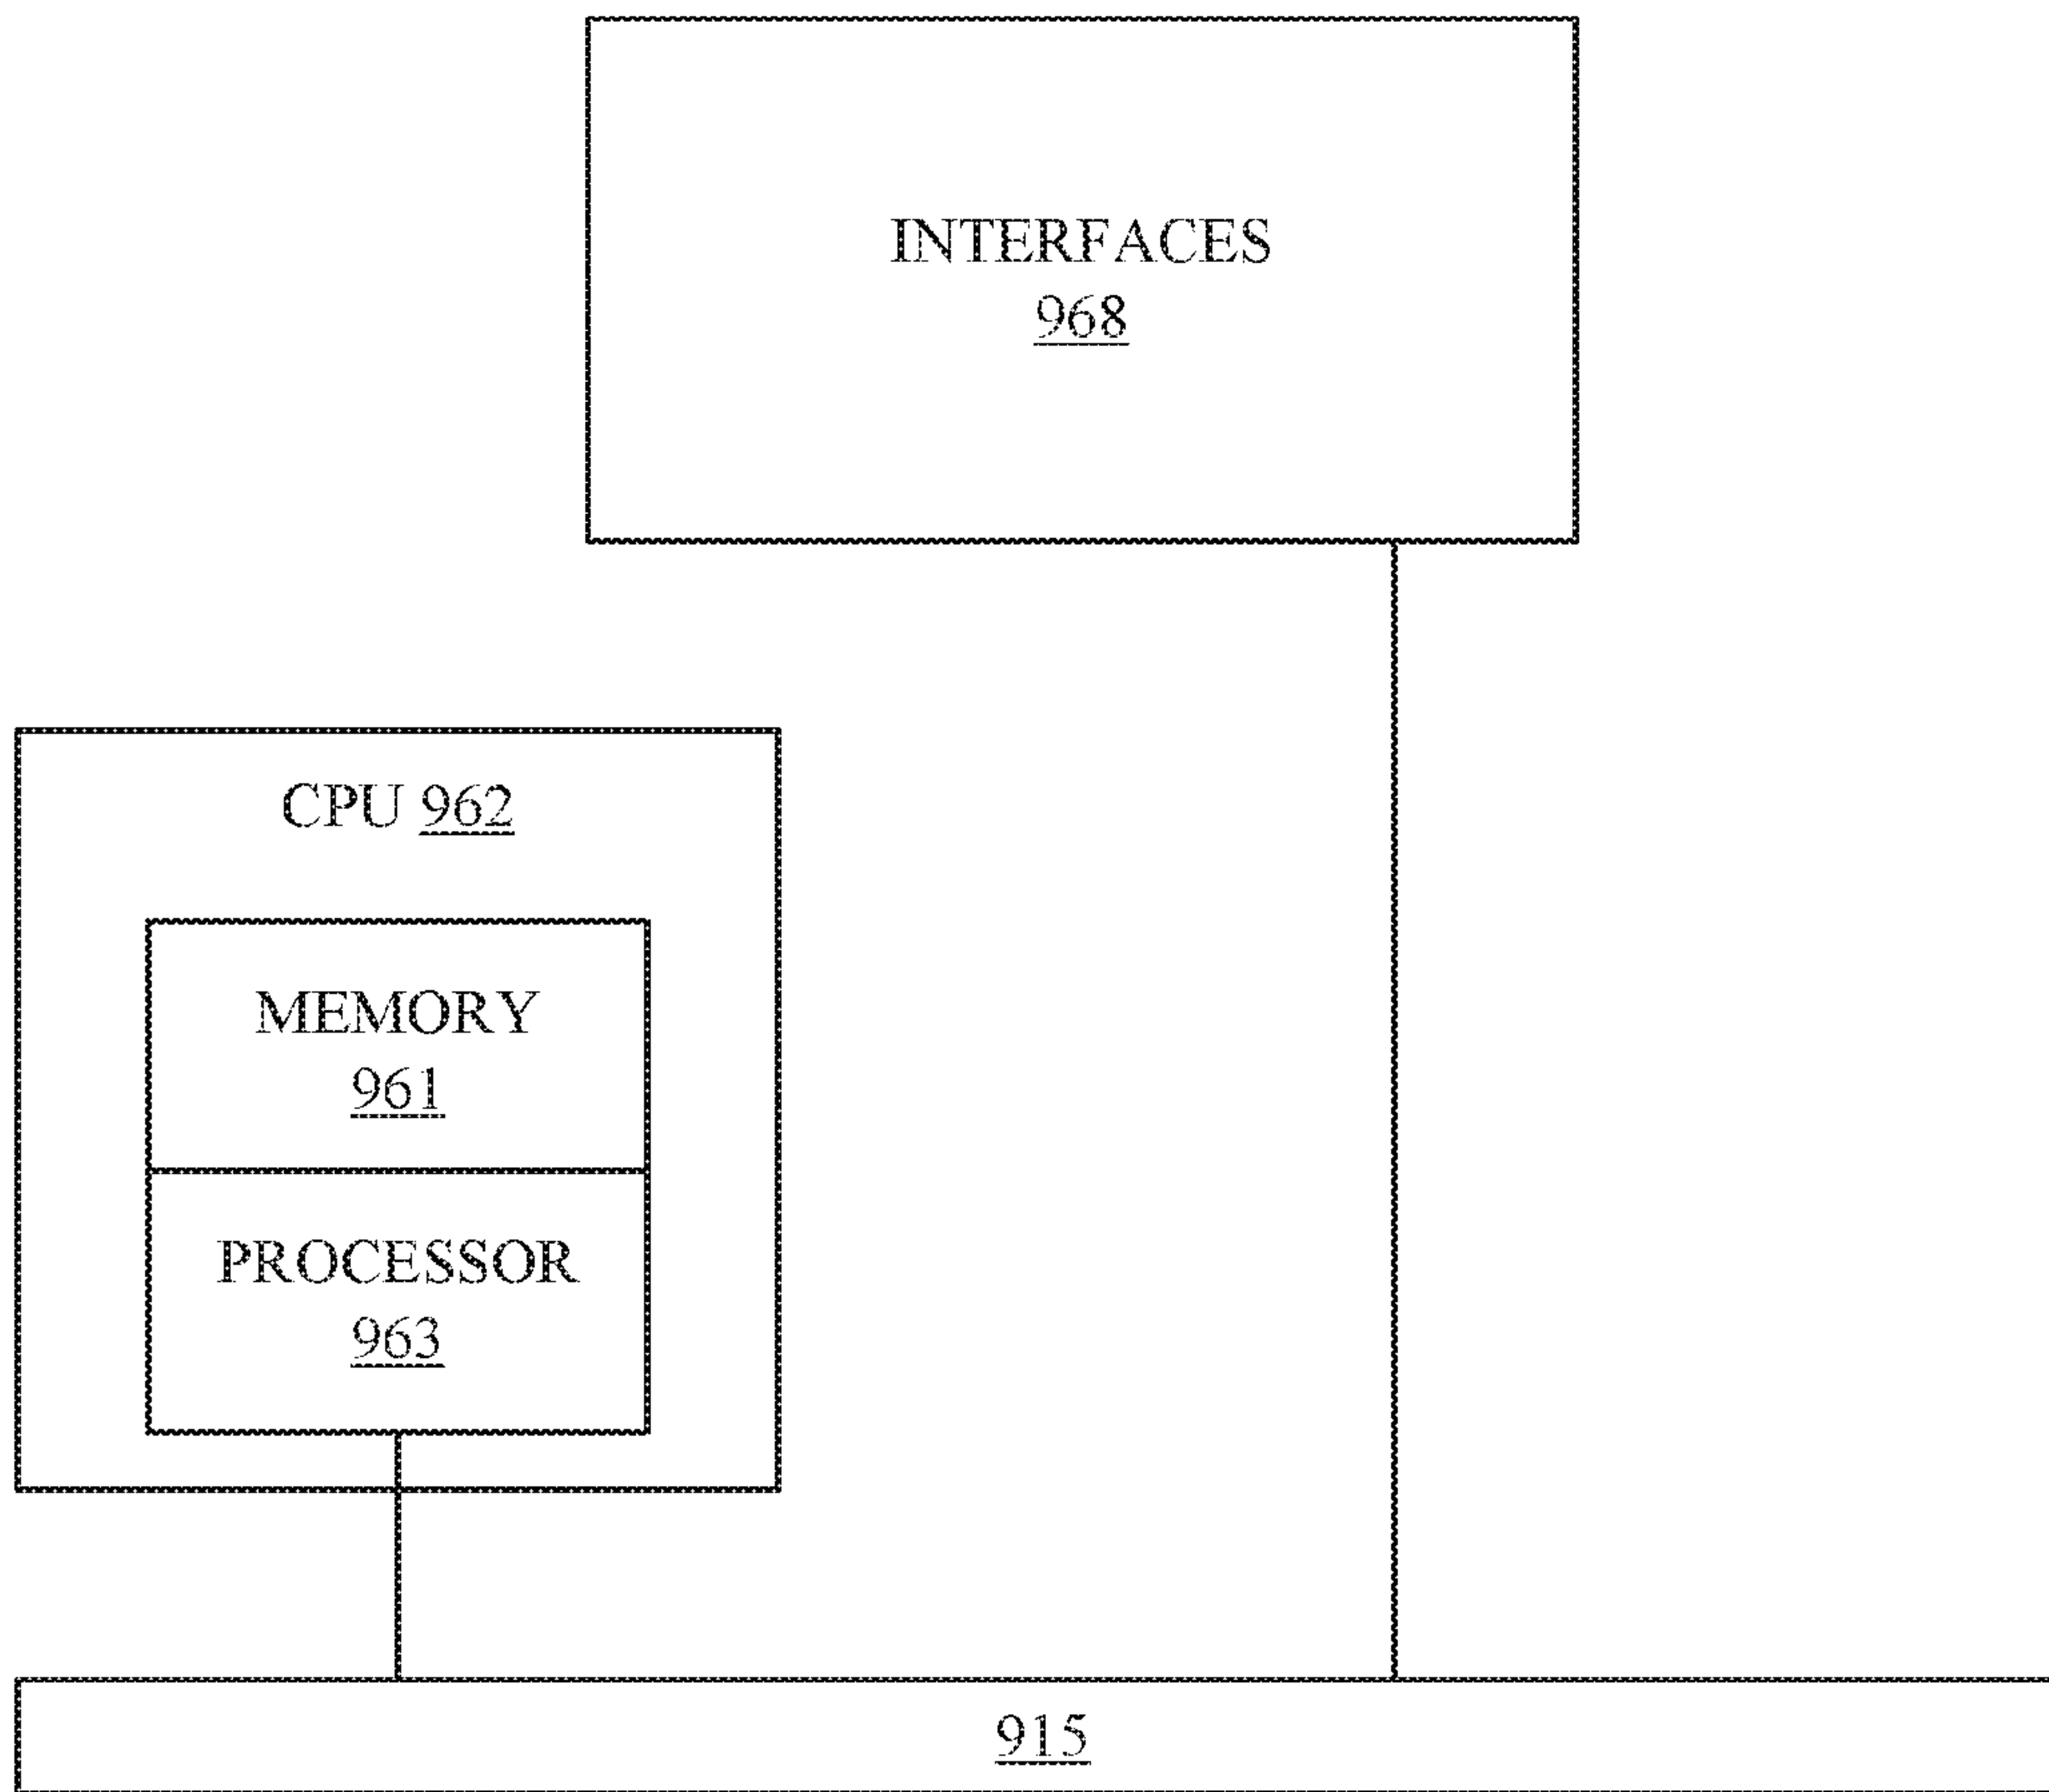 INTERFACES
968
CPU 962
MEMORY
961
PROCESSOR
963
915